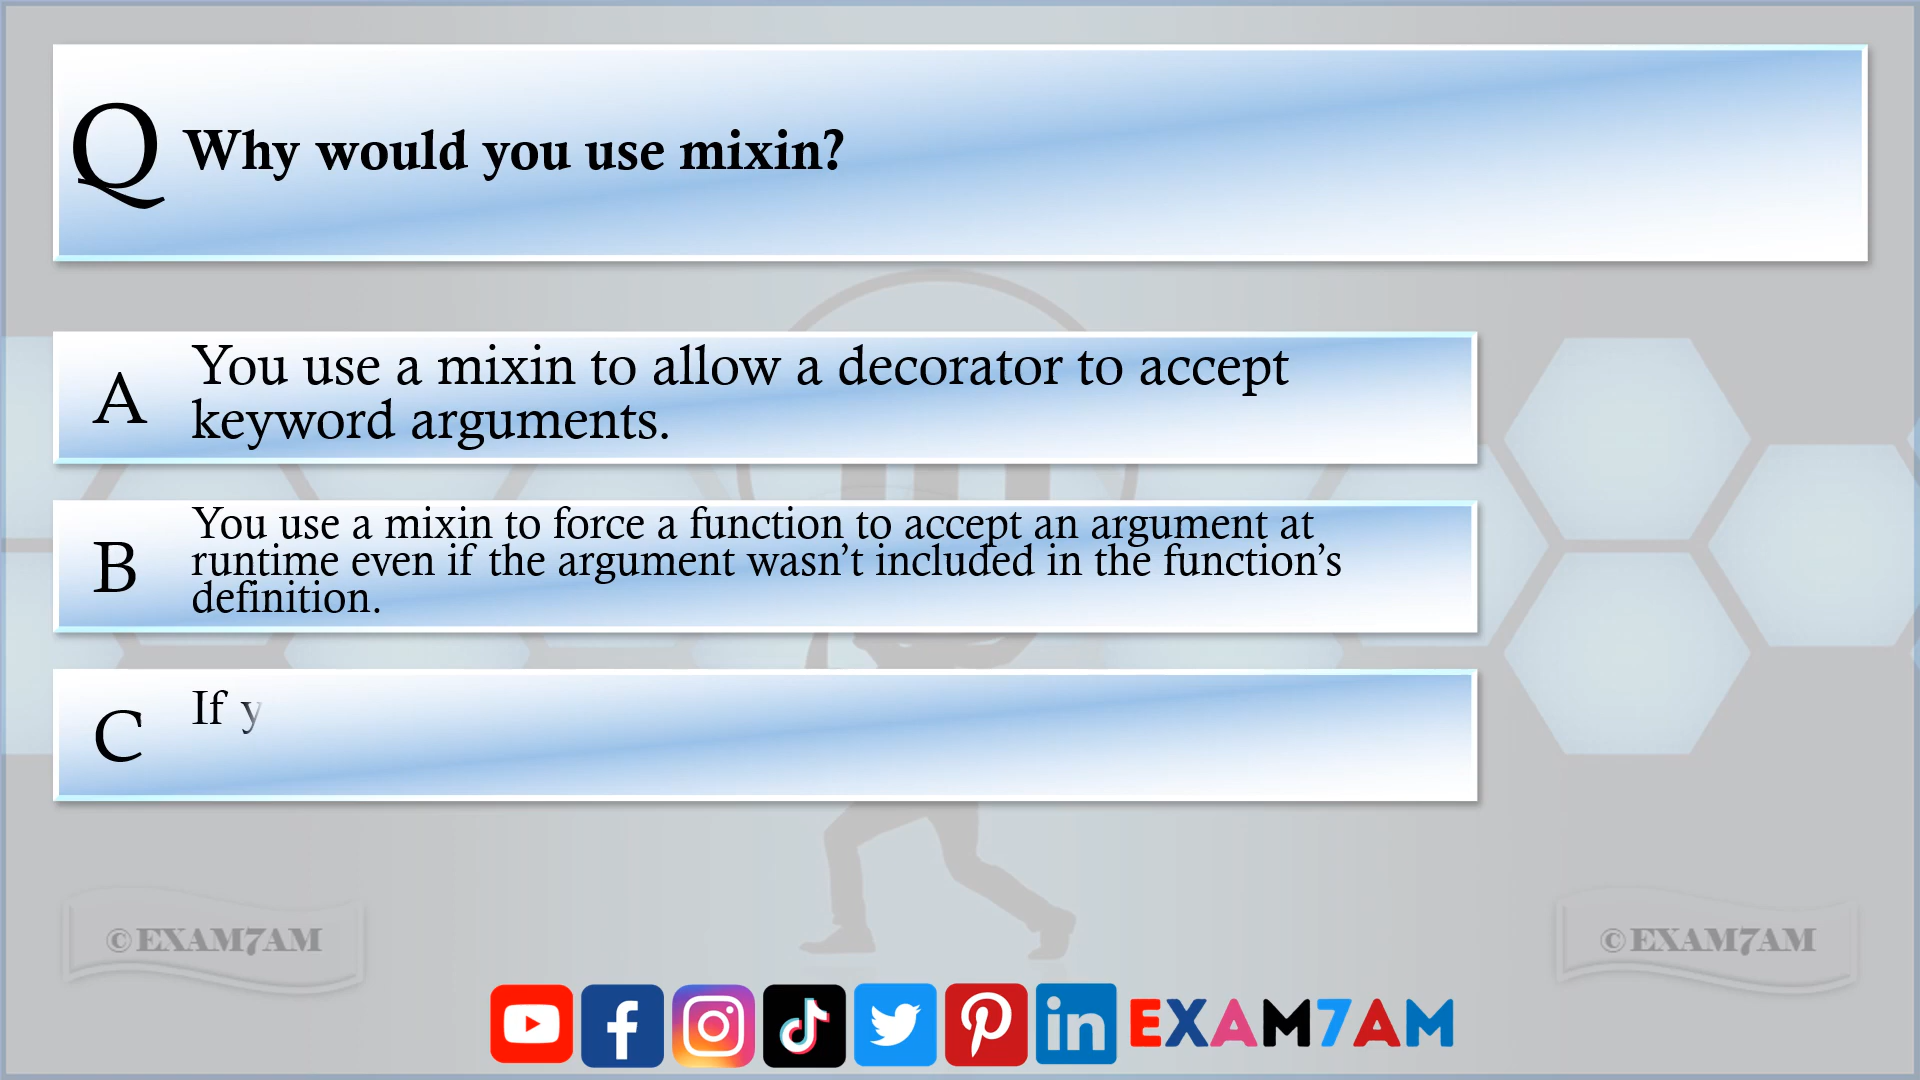 Q Why would you use mixin?
A You use a mixin to allow a decorator to accept
keyword arguments.
B You use a mixin to force a function to accept an argument at
runtime even if the argument wasn’t included in the function’s
definition.
C If y
©EXAM7AM ©EXAM7AM
EXAM7AM